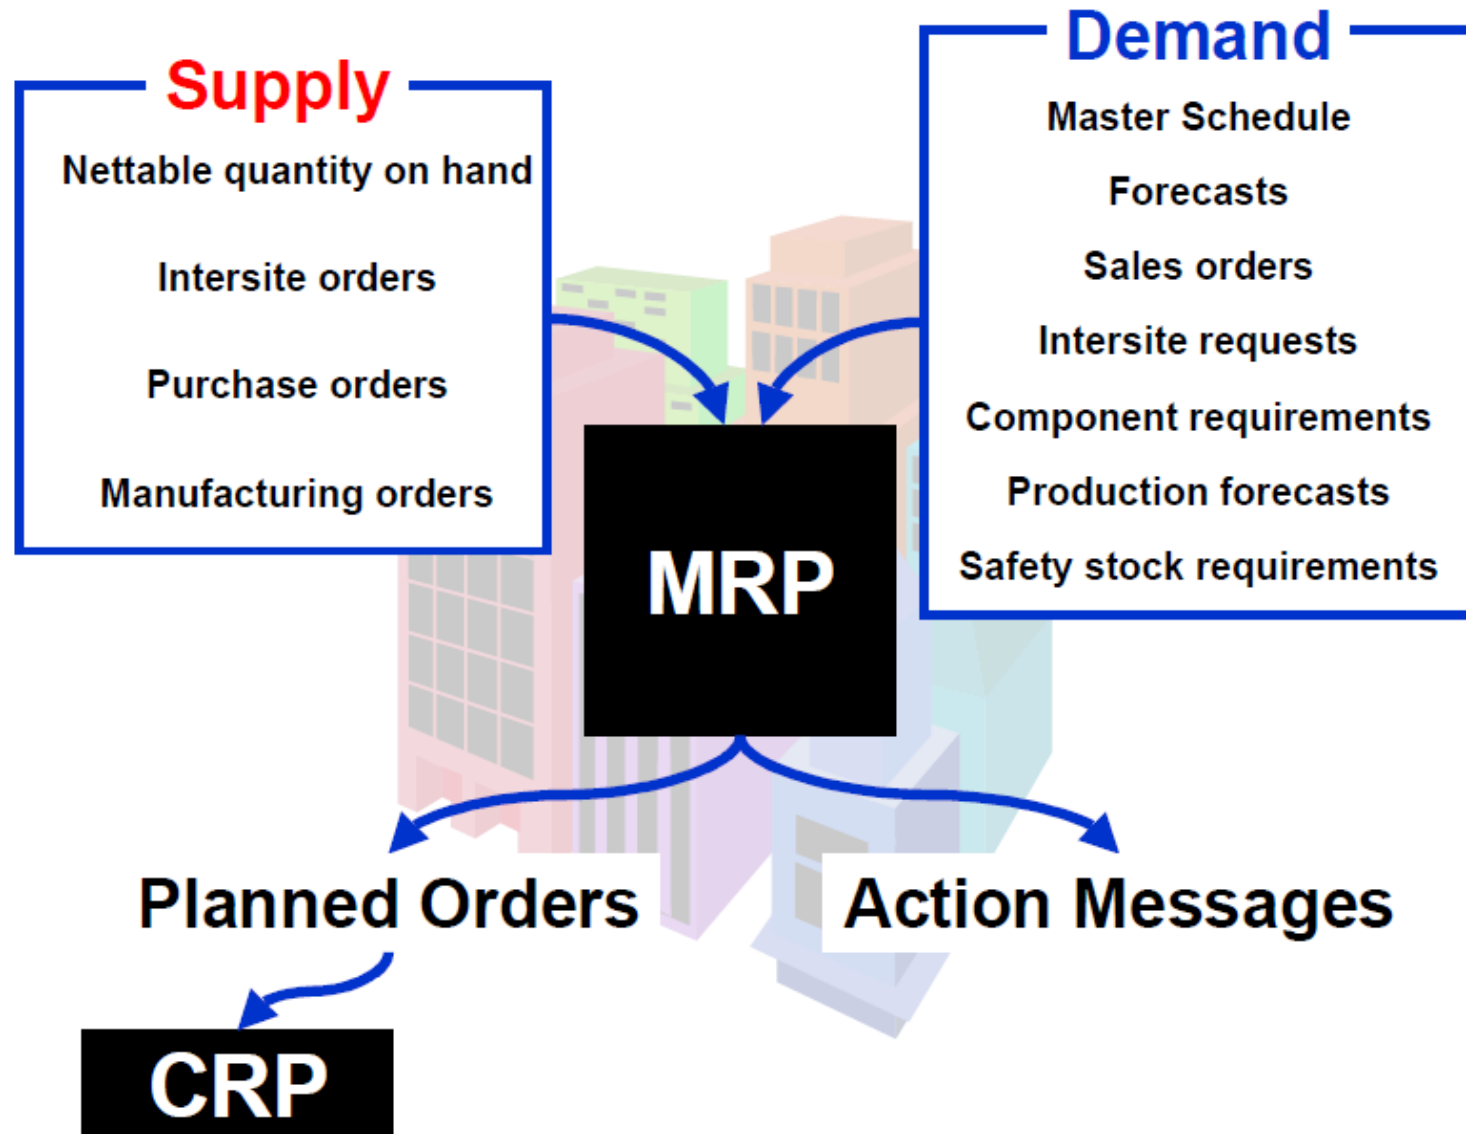 Supply
Nettable quantity on hand
Intersite orders
Purchase orders
Manufacturing orders
Demand
Master Schedule
Forecasts
Sales orders
Intersite requests
Component requirements
Production forecasts
Safety stock requirements
MRP
Planned Orders
Action Messages
CRP